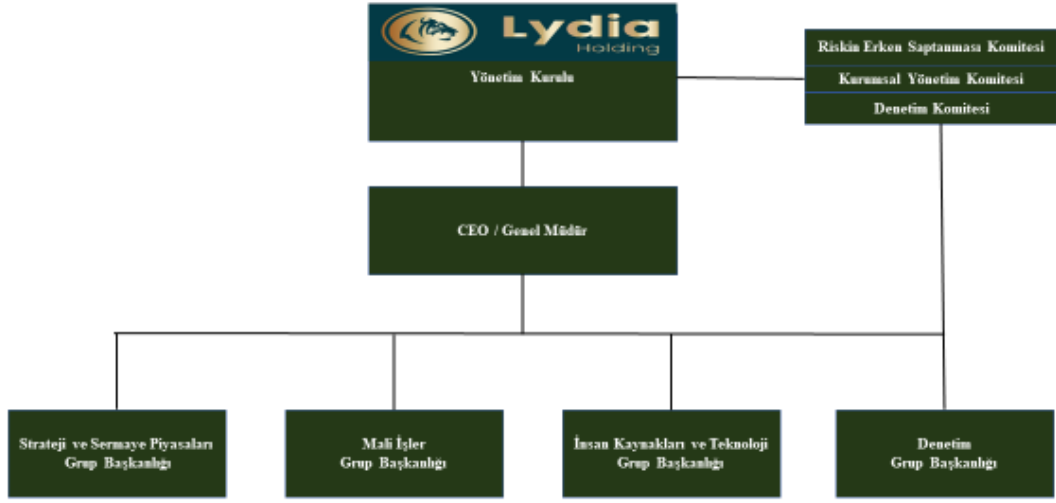 Lydia
Holding
Yönetim Kurulu
Riskin Erken Saptanması Komitesi
Kurumsal Yönetim Komitesi
Denetim Komitesi
CEO / Genel Müdür
Strateji ve Sermaye Piyasaları
Grup Başkanlığı
Mali İşler
Grup Başkanlığı
İnsan Kaynakları ve Teknoloji
Grup Başkanlığı
Denetim
Grup Başkanlığı